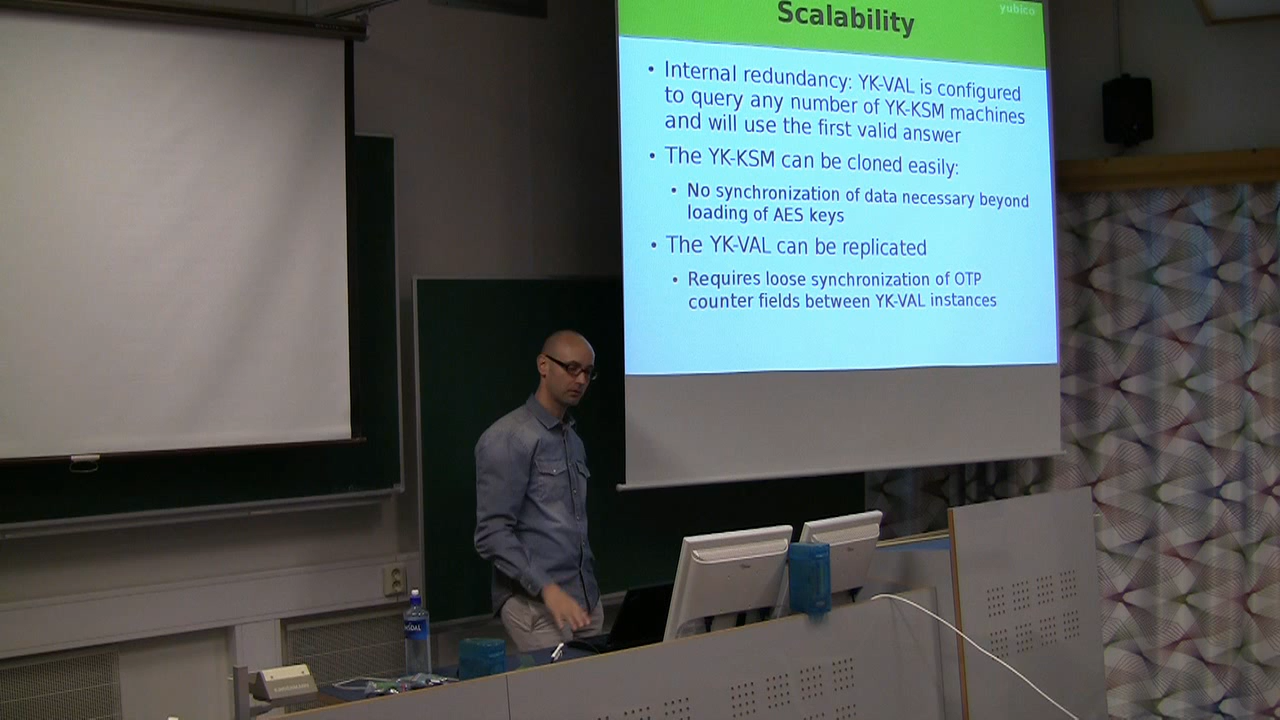 Scalability
yubico
• Internal redundancy: YK-VAL is configured
to query any number of YK-KSM machines
and will use the first valid answer
• The YK-KSM can be cloned easily:
• No synchronization of data necessary beyond
loading of AES keys
• The YK-VAL can be replicated
• Requires loose synchronization of OTP
counter fields between YK-VAL instances